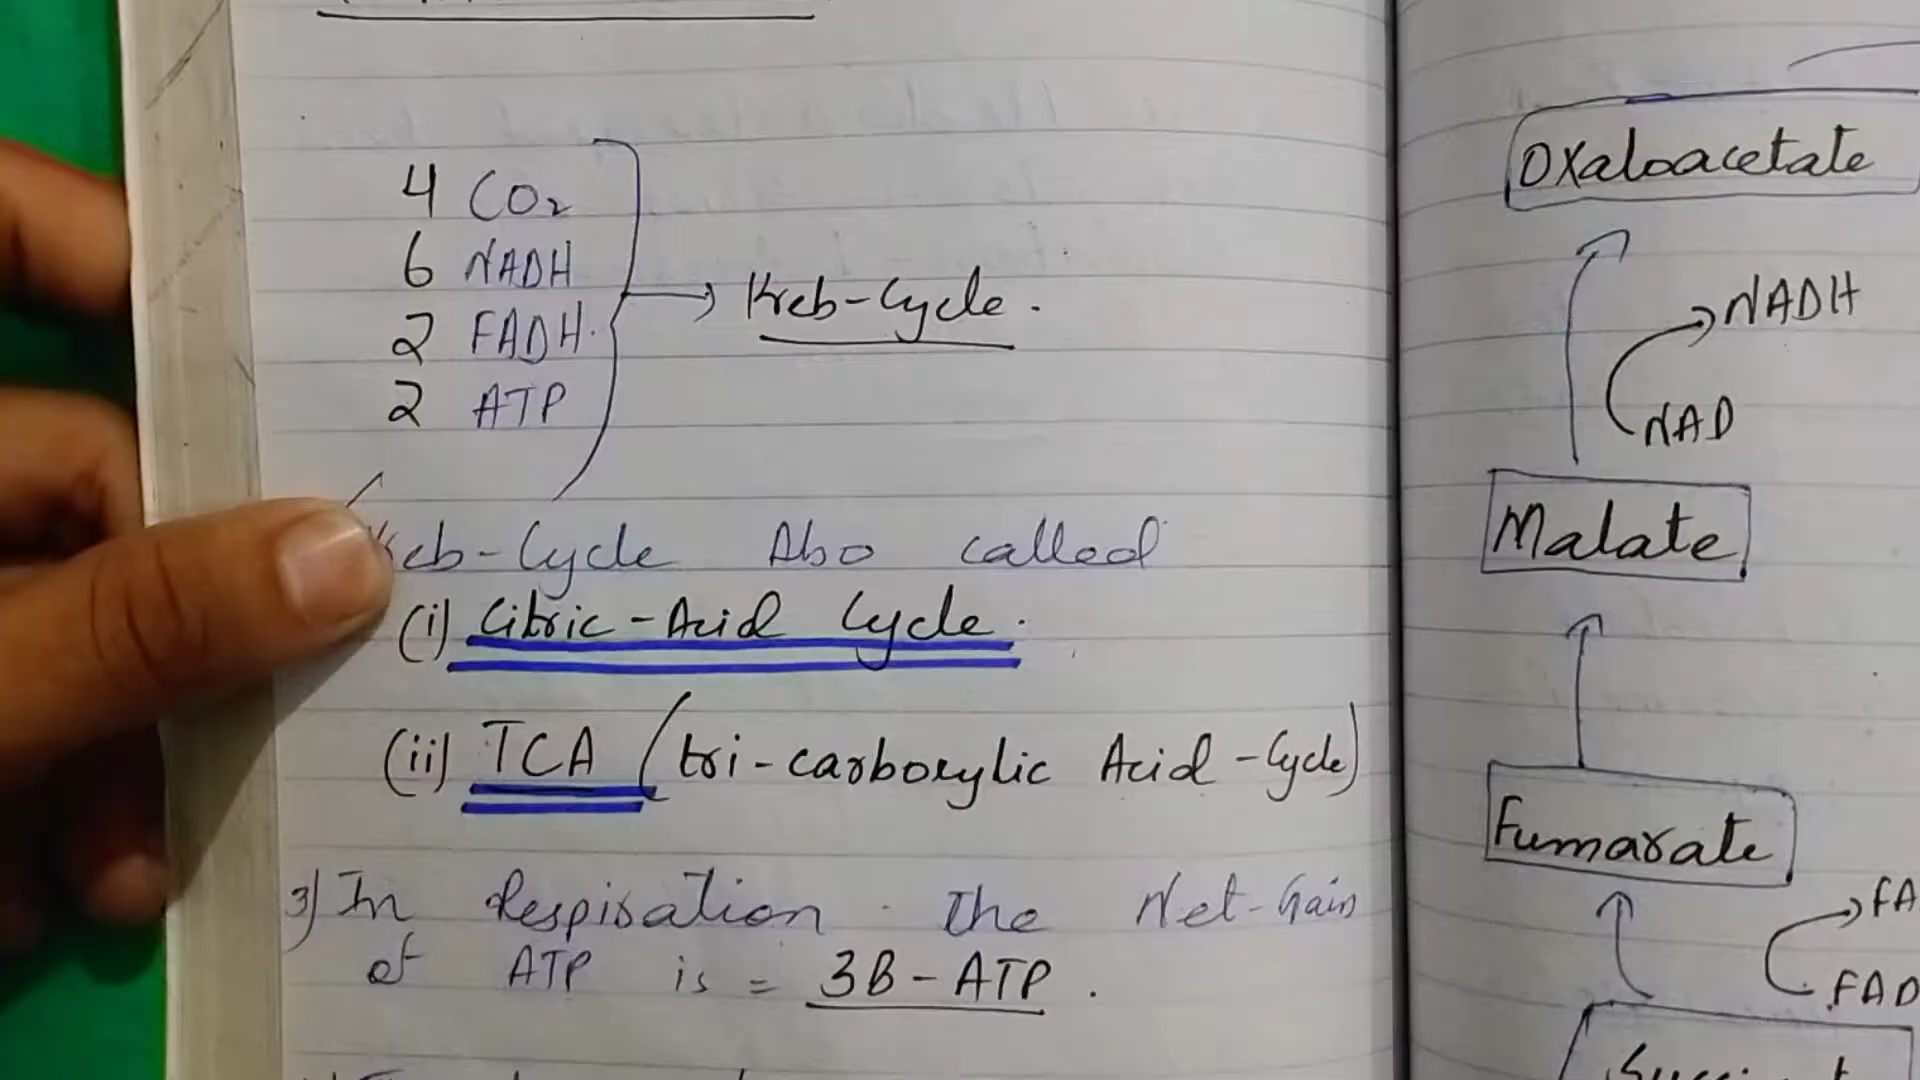 4 CO₂
6 NADH
2 FADH.
2 ATP
→ Kreb-Cycle.
Kreb-Cycle Also called
(i) Citric-Acid Cycle.
(ii) TCA (tri-carboxylic Acid-Cycle)
3) In Respiration the Net-Gain
of ATP is = 38-ATP.
Oxaloacetate
NADH
NAD
Malate
Fumarate
FA
FAD